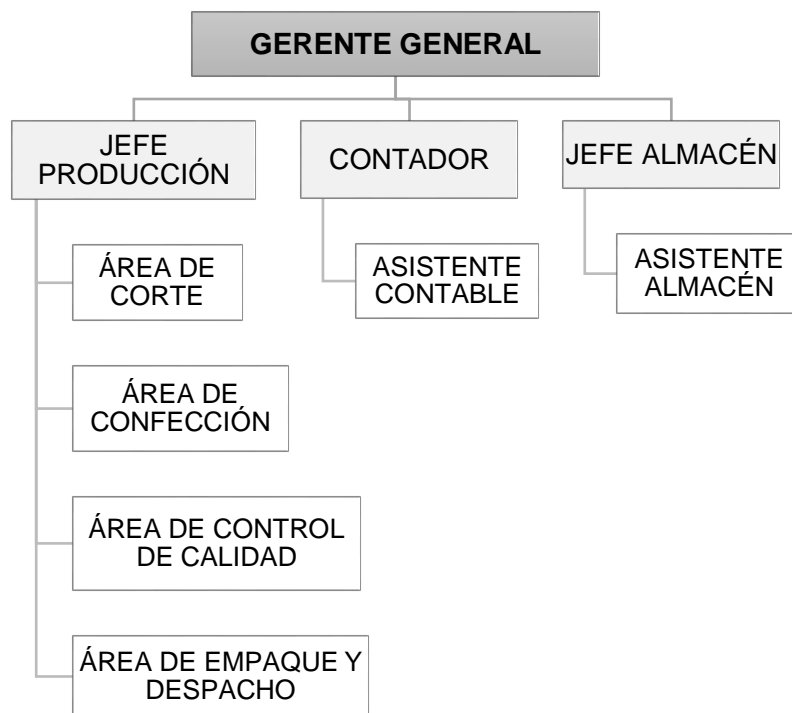 GERENTE GENERAL
JEFE
PRODUCCIÓN
CONTADOR
JEFE ALMACÉN
ÁREA DE
CORTE
ASISTENTE
CONTABLE
ASISTENTE
ALMACÉN
ÁREA DE
CONFECCIÓN
ÁREA DE CONTROL
DE CALIDAD
ÁREA DE EMPAQUE Y
DESPACHO